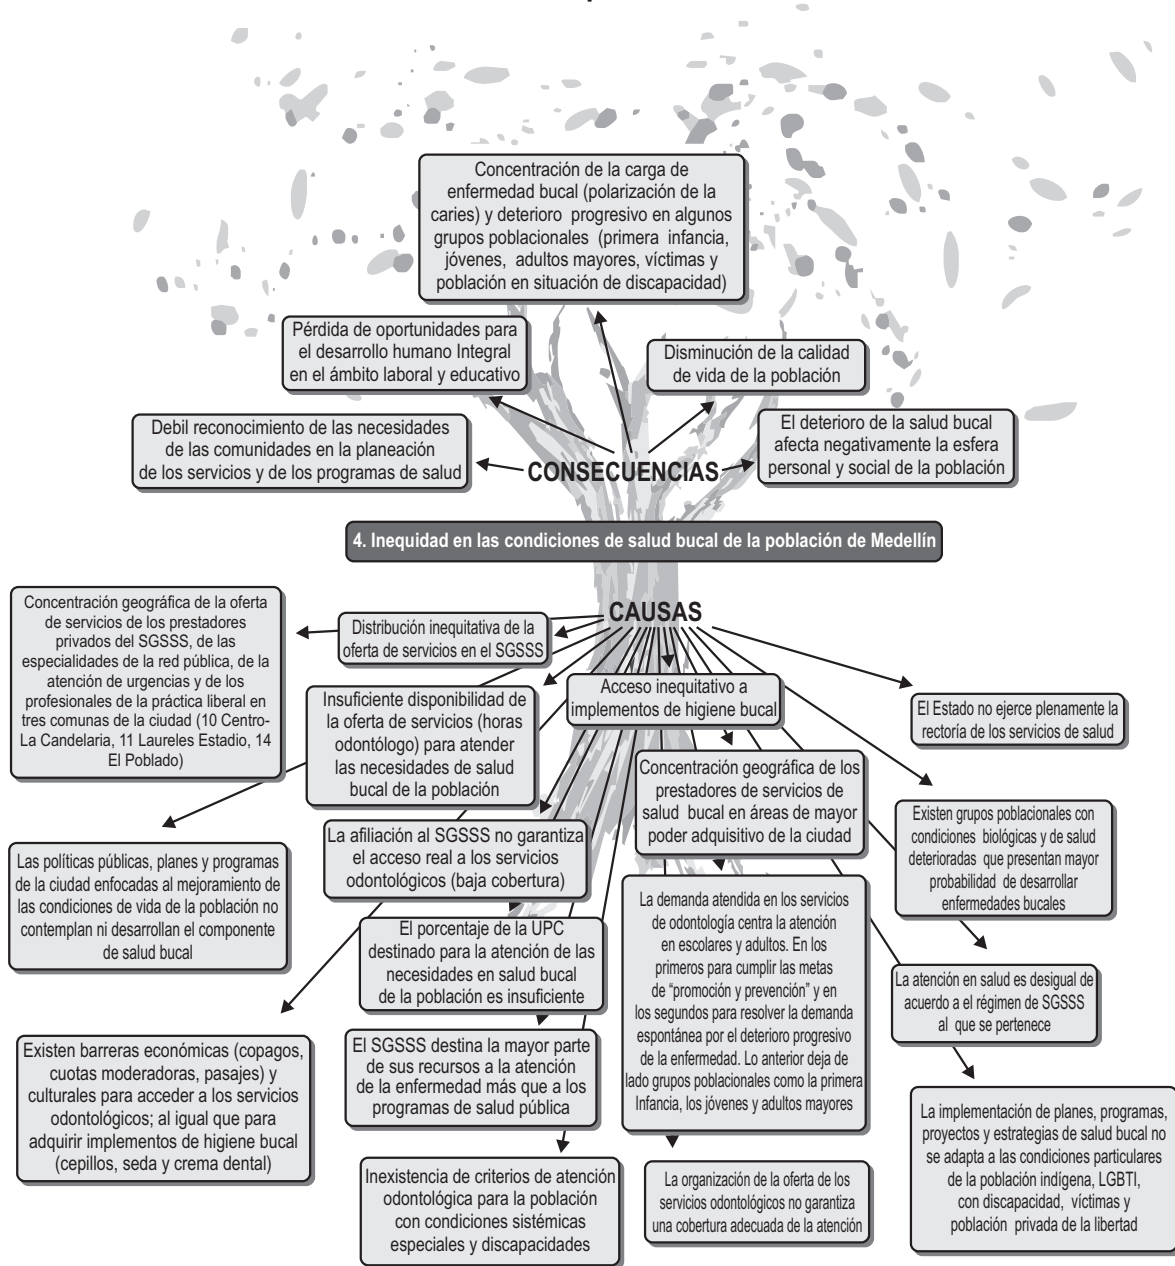 Concentración de la carga de
enfermedad bucal (polarización de la
caries) y deterioro progresivo en algunos
grupos poblacionales (primera infancia,
jóvenes, adultos mayores, víctimas y
población en situación de discapacidad)
Pérdida de oportunidades para
el desarrollo humano Integral
en el ámbito laboral y educativo
Disminución de la calidad
de vida de la población
Debil reconocimiento de las necesidades
de las comunidades en la planeación
de los servicios y de los programas de salud
El deterioro de la salud bucal
afecta negativamente la esfera
personal y social de la población
CONSECUENCIAS
4. Inequidad en las condiciones de salud bucal de la población de Medellín
CAUSAS
Concentración geográfica de la oferta
de servicios de los prestadores
privados del SGSSS, de las
especialidades de la red pública, de la
atención de urgencias y de los
profesionales de la práctica liberal en
tres comunas de la ciudad (10 Centro-
La Candelaria, 11 Laureles Estadio, 14
El Poblado)
Distribución inequitativa de la
oferta de servicios en el SGSSS
Insuficiente disponibilidad de
la oferta de servicios (horas
odontólogo) para atender
las necesidades de salud
bucal de la población
Acceso inequitativo a
implementos de higiene bucal
El Estado no ejerce plenamente la
rectoría de los servicios de salud
Concentración geográfica de los
prestadores de servicios de
salud bucal en áreas de mayor
poder adquisitivo de la ciudad
Existen grupos poblacionales con
condiciones biológicas y de salud
deterioradas que presentan mayor
probabilidad de desarrollar
enfermedades bucales
La afiliación al SGSSS no garantiza
el acceso real a los servicios
odontológicos (baja cobertura)
Las políticas públicas, planes y programas
de la ciudad enfocadas al mejoramiento de
las condiciones de vida de la población no
contemplan ni desarrollan el componente
de salud bucal
La demanda atendida en los servicios
de odontología centra la atención
en escolares y adultos. En los
primeros para cumplir las metas
de “promoción y prevención” y en
los segundos para resolver la demanda
espontánea por el deterioro progresivo
de la enfermedad. Lo anterior deja de
lado grupos poblacionales como la primera
Infancia, los jóvenes y adultos mayores
El porcentaje de la UPC
destinado para la atención de las
necesidades en salud bucal
de la población es insuficiente
La atención en salud es desigual de
acuerdo a el régimen de SGSSS
al que se pertenece
Existen barreras económicas (copagos,
cuotas moderadoras, pasajes) y
culturales para acceder a los servicios
odontológicos; al igual que para
adquirir implementos de higiene bucal
(cepillos, seda y crema dental)
El SGSSS destina la mayor parte
de sus recursos a la atención
de la enfermedad más que a los
programas de salud pública
La implementación de planes, programas,
proyectos y estrategias de salud bucal no
se adapta a las condiciones particulares
de la población indígena, LGBTI,
con discapacidad, víctimas y
población privada de la libertad
Inexistencia de criterios de atención
odontológica para la población
con condiciones sistémicas
especiales y discapacidades
La organización de la oferta de los
servicios odontológicos no garantiza
una cobertura adecuada de la atención